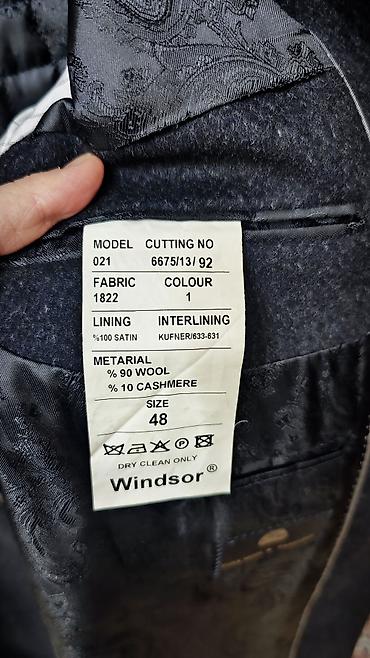 MODEL CUTTING NO
021 6675/13/92
FABRIC COLOUR
1822 1
LINING INTERLINING
%100 SATIN KUFNER/633-631
METARIAL
% 90 WOOL
% 10 CASHMERE
SIZE
48
DRY CLEAN ONLY
Windsor®